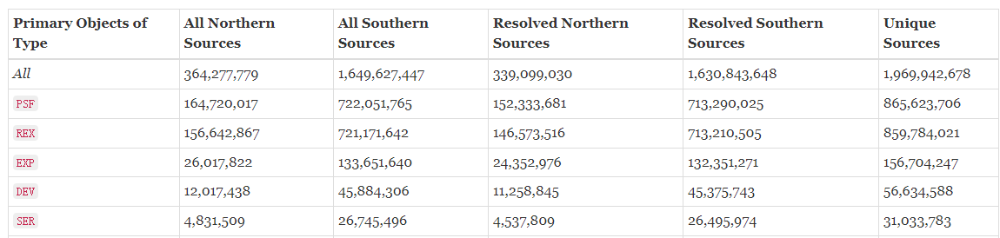 Primary Objects of Type All Northern Sources All Southern Sources Resolved Northern Sources Resolved Southern Sources Unique Sources
All 364,277,779 1,649,627,447 339,099,030 1,630,843,648 1,969,942,678
PSF 164,720,017 722,051,765 152,333,681 713,290,025 865,623,706
REX 156,642,867 721,171,642 146,573,516 713,210,505 859,784,021
EXP 26,017,822 133,651,640 24,352,976 132,351,271 156,704,247
DEV 12,017,438 45,884,306 11,258,845 45,375,743 56,634,588
SER 4,831,509 26,745,496 4,537,809 26,495,974 31,033,783